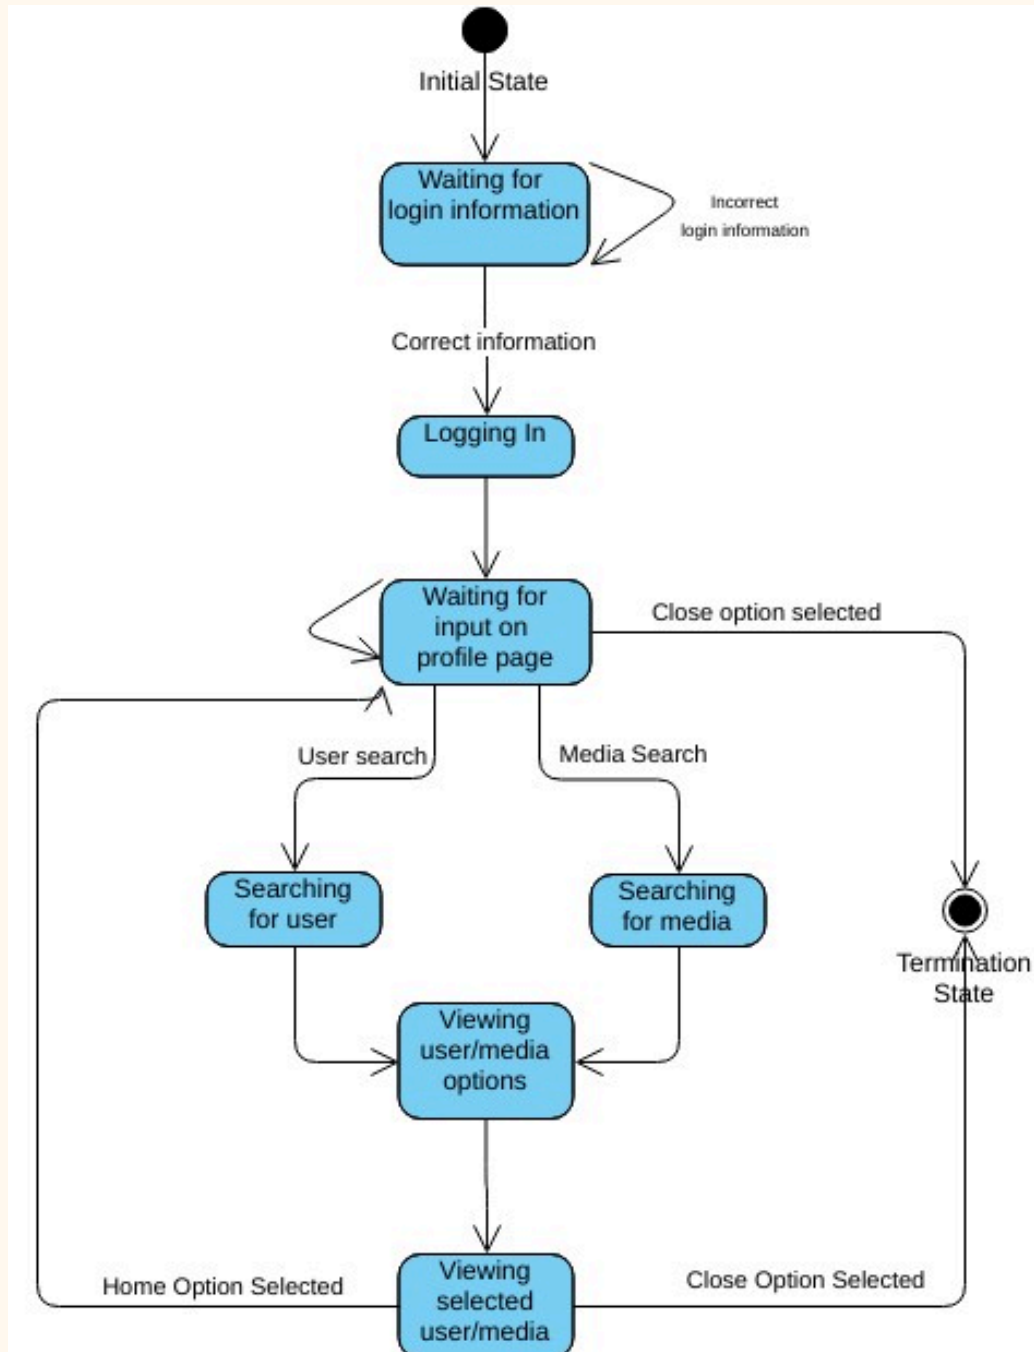 Initial State
Waiting for
login information
Incorrect
login information
Correct information
Logging In
Waiting for
input on
profile page
Close option selected
User search
Media Search
Searching
for user
Searching
for media
Termination
State
Viewing
user/media
options
Home Option Selected
Viewing
selected
user/media
Close Option Selected